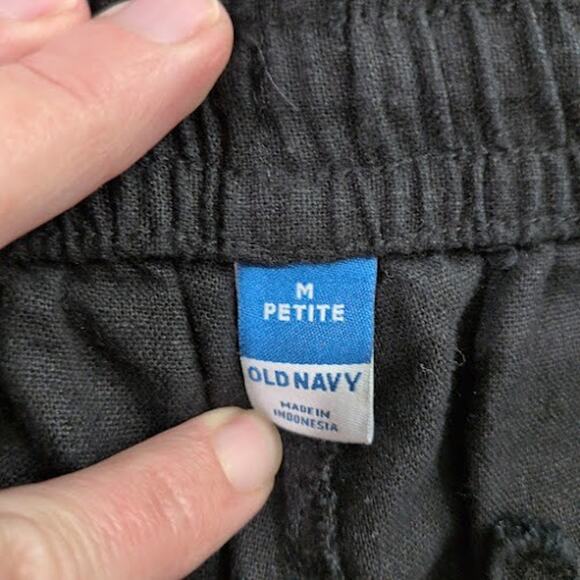 M
PETITE
OLD NAVY
MADE IN
INDONESIA